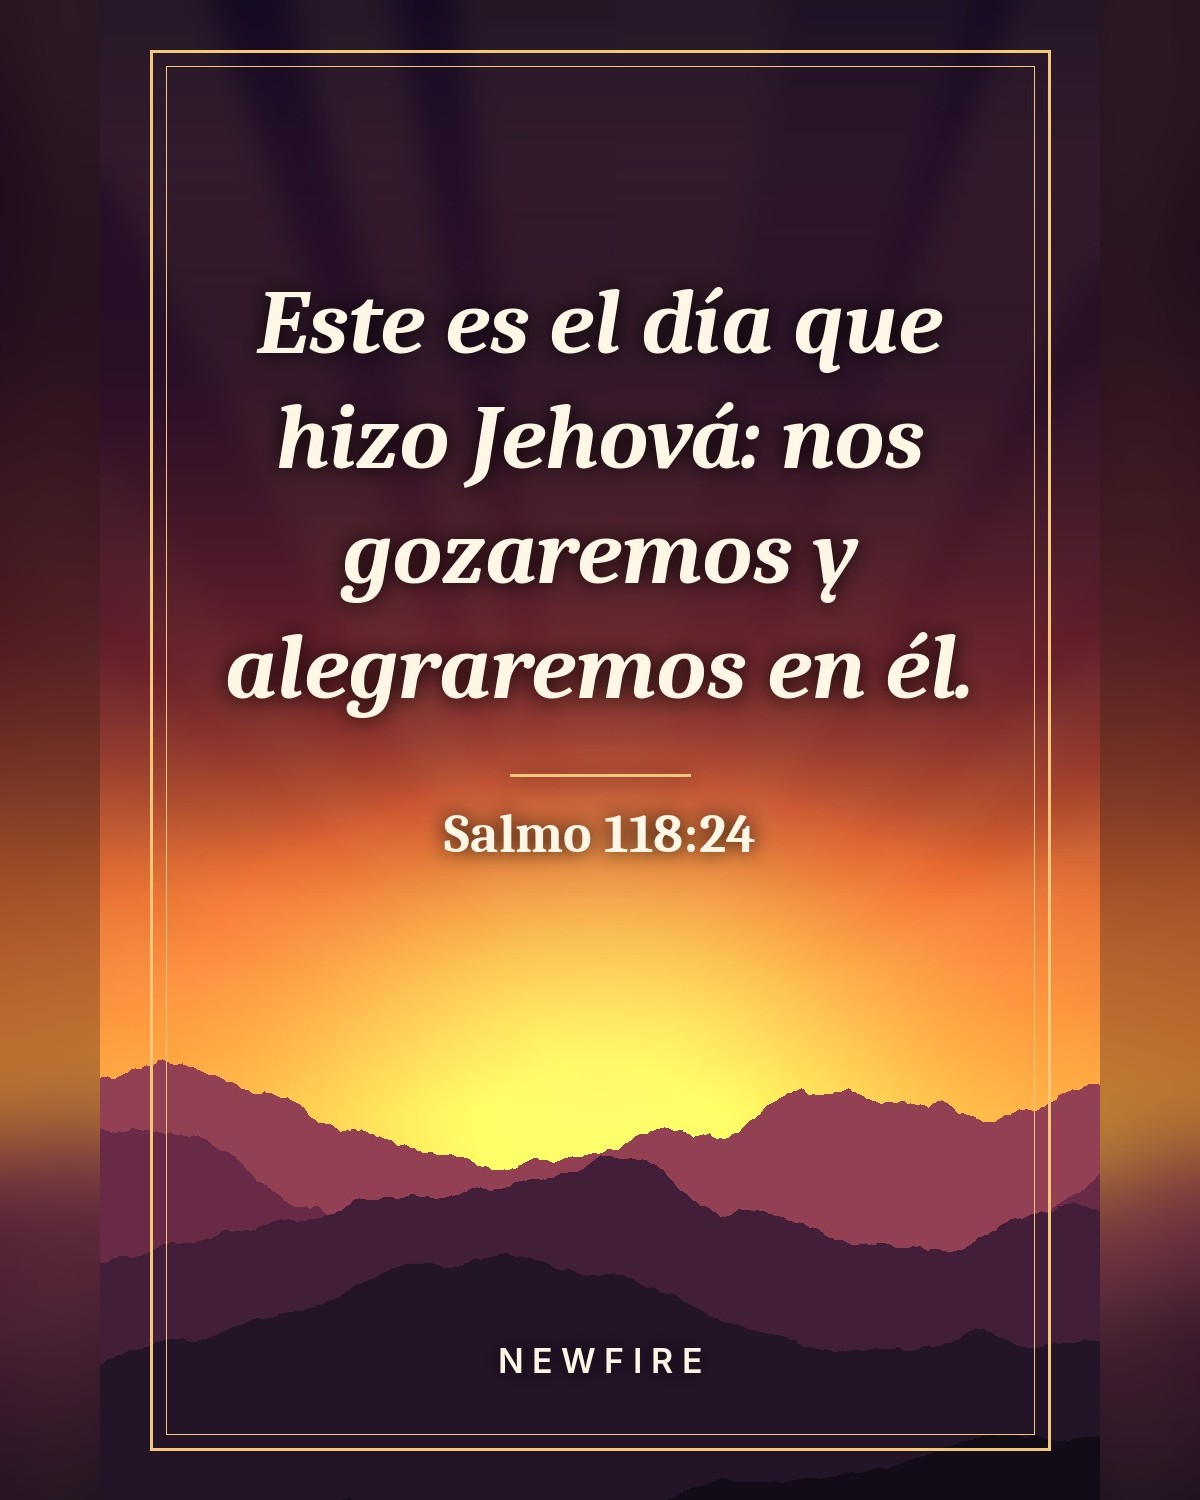 Este es el día que
hizo Jehová: nos
gozaremos y
alegraremos en él.
Salmo 118:24
NEWFIRE